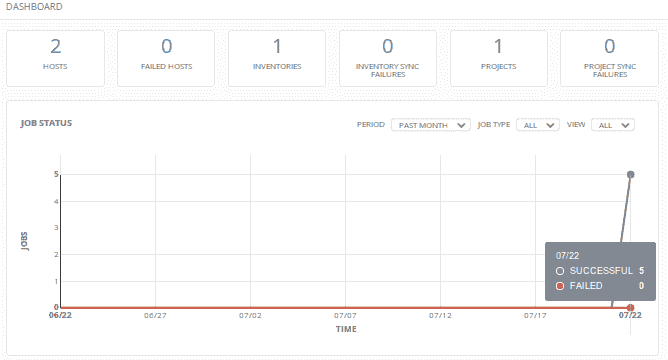 DASHBOARD
2 0 1 0 1 0
HOSTS FAILED HOSTS INVENTORIES INVENTORY SYNC FAILURES PROJECTS PROJECT SYNC FAILURES
JOB STATUS PERIOD PAST MONTH JOB TYPE ALL VIEW ALL
5
4
3
2
1
0
JOBS
07/22
SUCCESSFUL 5
FAILED 0
06/22 06/27 07/02 07/07 07/12 07/17 07/22
TIME